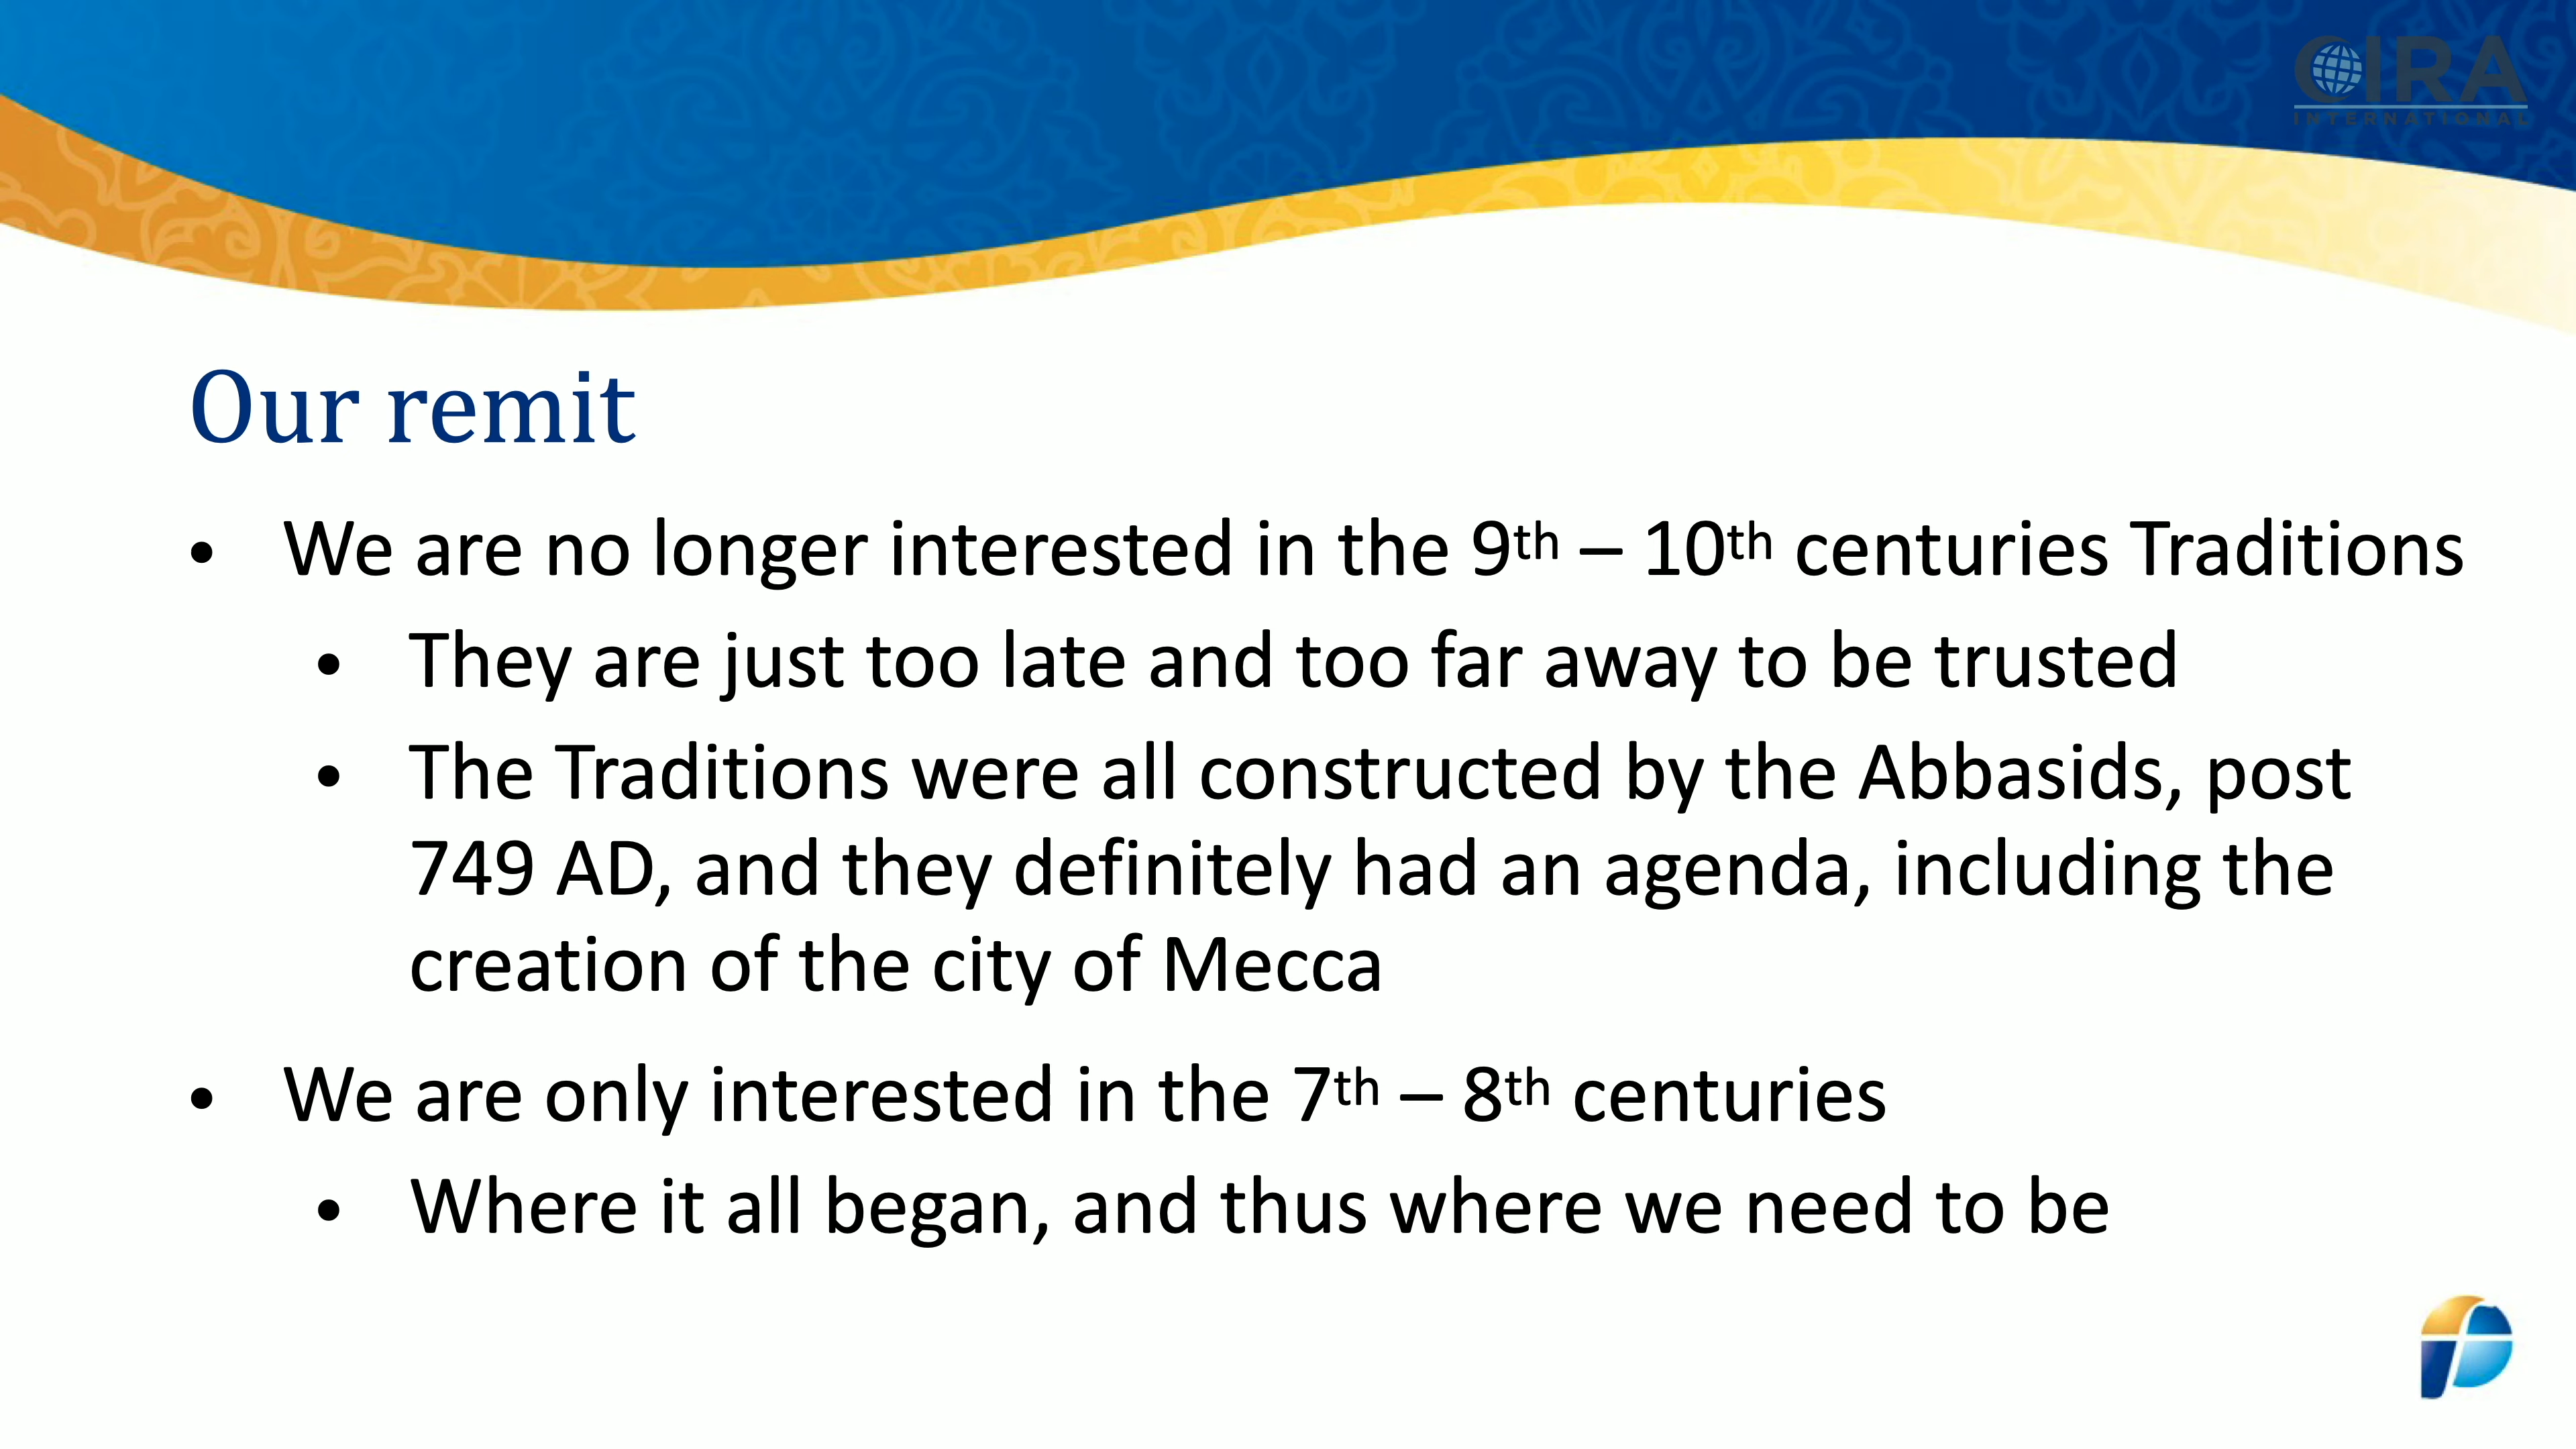 CIRA
INTERNATIONAL
Our remit
• We are no longer interested in the 9th – 10th centuries Traditions
• They are just too late and too far away to be trusted
• The Traditions were all constructed by the Abbasids, post
749 AD, and they definitely had an agenda, including the
creation of the city of Mecca
• We are only interested in the 7th – 8th centuries
• Where it all began, and thus where we need to be